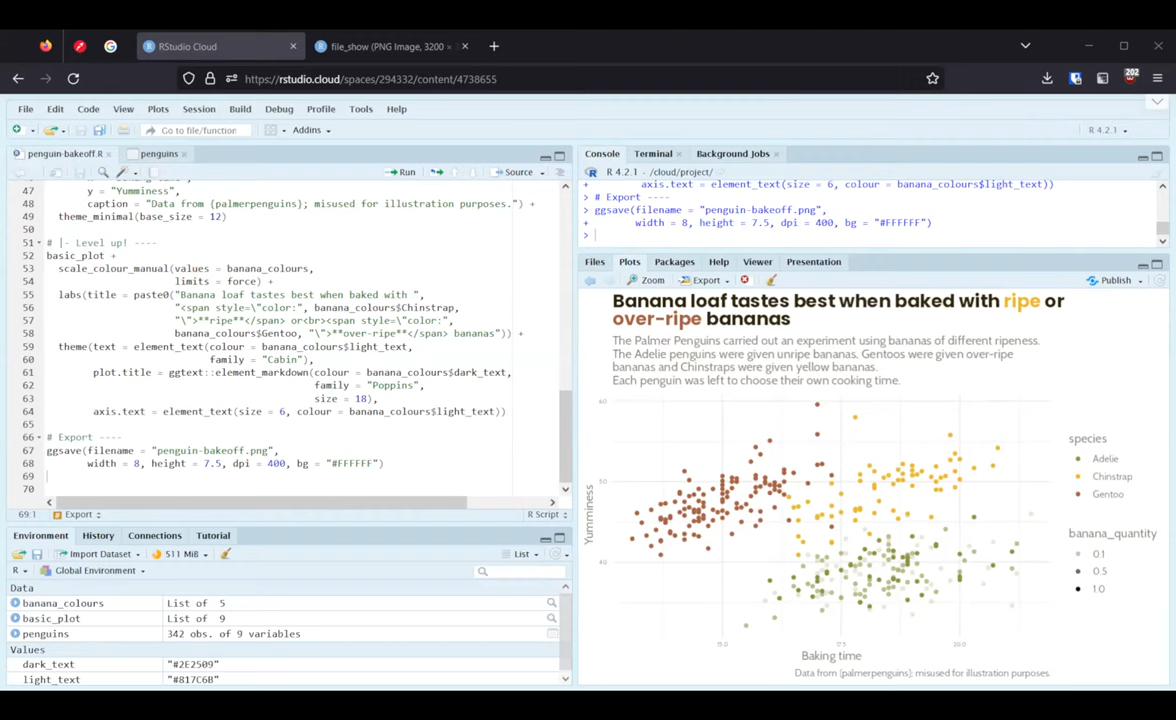 RStudio Cloud
file_show (PNG Image, 3200 ×
https://rstudio.cloud/spaces/294332/content/4738655
202
File Edit Code View Plots Session Build Debug Profile Tools Help
Go to file/function
Addins
R 4.2.1
penguin-bakeoff.R
penguins
Run
Source
47 y = "Yumminess",
48 caption = "Data from {palmerpenguins}; misused for illustration purposes.") +
49 theme_minimal(base_size = 12)
50
51 # |- Level up! ----
52 basic_plot +
53 scale_colour_manual(values = banana_colours,
54 limits = force) +
55 labs(title = paste0("Banana loaf tastes best when baked with ",
56 "<span style=\"color:", banana_colours$Chinstrap,
57 "\">**ripe**</span> or<br><span style=\"color:",
58 banana_colours$Gentoo, "\">**over-ripe**</span> bananas")) +
59 theme(text = element_text(colour = banana_colours$light_text,
60 family = "Cabin"),
61 plot.title = ggtext::element_markdown(colour = banana_colours$dark_text,
62 family = "Poppins",
63 size = 18),
64 axis.text = element_text(size = 6, colour = banana_colours$light_text))
65
66 # Export ----
67 ggsave(filename = "penguin-bakeoff.png",
68 width = 8, height = 7.5, dpi = 400, bg = "#FFFFFF")
69
70
69:1 Export
R Script
Environment History Connections Tutorial
Import Dataset 511 MiB List
R Global Environment
Data
banana_colours List of 5
basic_plot List of 9
penguins 342 obs. of 9 variables
Values
dark_text "#2E2509"
light_text "#817C6B"
Console Terminal Background Jobs
R 4.2.1 · /cloud/project/
+ axis.text = element_text(size = 6, colour = banana_colours$light_text))
> # Export ----
> ggsave(filename = "penguin-bakeoff.png",
+ width = 8, height = 7.5, dpi = 400, bg = "#FFFFFF")
>
Files Plots Packages Help Viewer Presentation
Zoom Export Publish
Banana loaf tastes best when baked with ripe or
over-ripe bananas
The Palmer Penguins carried out an experiment using bananas of different ripeness.
The Adelie penguins were given unripe bananas. Gentoos were given over-ripe
bananas and Chinstraps were given yellow bananas.
Each penguin was left to choose their own cooking time.
60
50
40
Yumminess
15.0
17.5
20.0
Baking time
species
Adelie
Chinstrap
Gentoo
banana_quantity
0.1
0.5
1.0
Data from {palmerpenguins}; misused for illustration purposes.